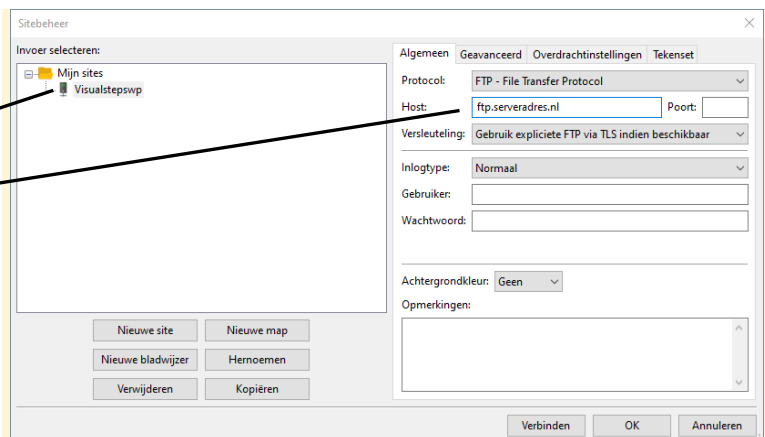 Sitebeheer
Invoer selecteren:
Mijn sites
Visualstepswp
Nieuwe site
Nieuwe map
Nieuwe bladwijzer
Hernoemen
Verwijderen
Kopiëren
Algemeen Geavanceerd Overdrachtinstellingen Tekenset
Protocol: FTP - File Transfer Protocol
Host: ftp.serveradres.nl Poort:
Versleuteling: Gebruik expliciete FTP via TLS indien beschikbaar
Inlogtype: Normaal
Gebruiker:
Wachtwoord:
Achtergrondkleur: Geen
Opmerkingen:
Verbinden OK Annuleren